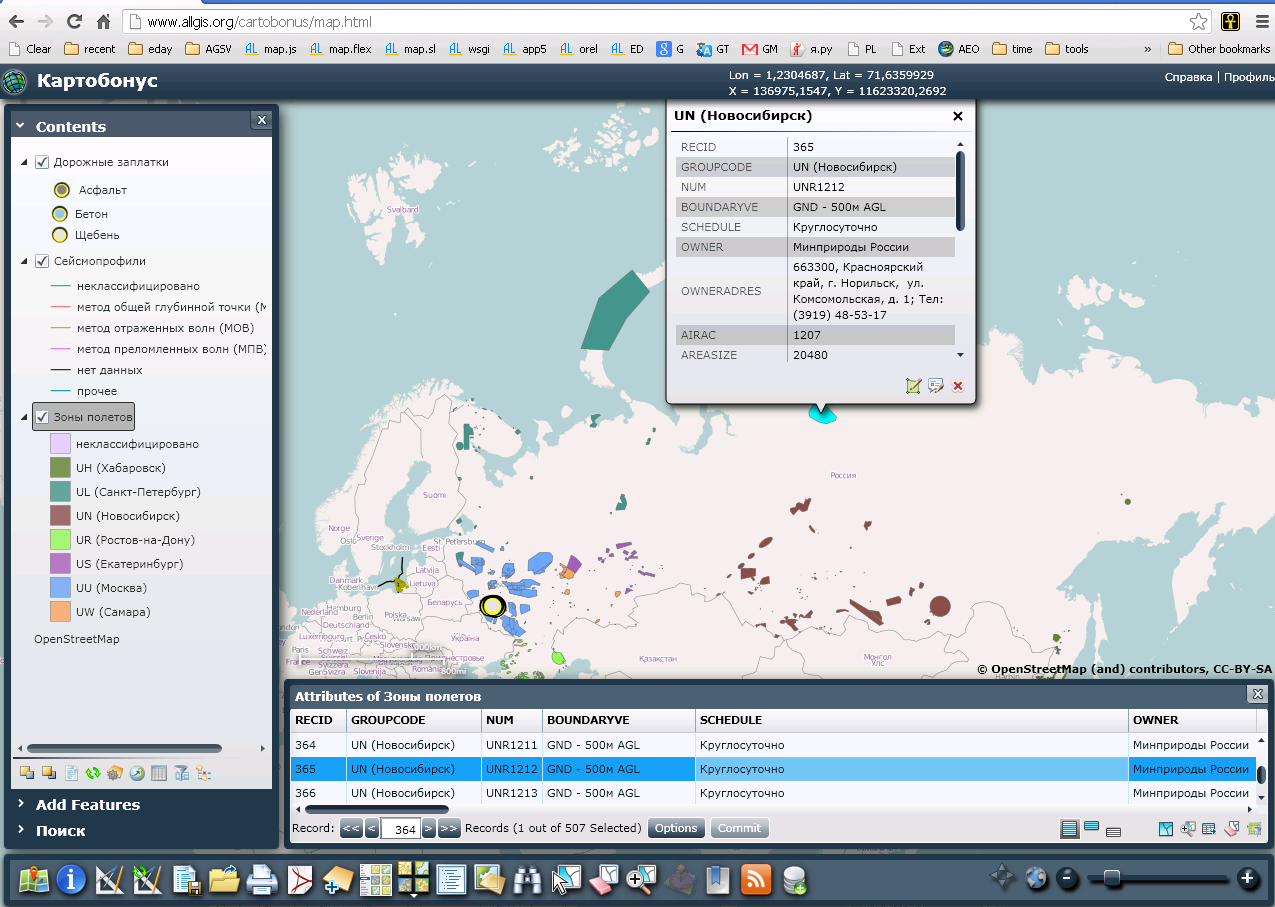 www.allgis.org/cartobonus/map.html
Clear recent eday AGSV map.js map.flex map.sl wsgi app5 orel ED G GT GM я.ру PL Ext AEO time tools » Other bookmarks
Картобонус
Lon = 1,2304687, Lat = 71,6359929
X = 136975,1547, Y = 11623320,2692
Справка | Профиль
Contents
Дорожные заплатки
Асфальт
Бетон
Щебень
Сейсмопрофили
неклассифицировано
метод общей глубинной точки (М
метод отраженных волн (МОВ)
метод преломленных волн (МПВ)
нет данных
прочее
Зоны полетов
неклассифицировано
UH (Хабаровск)
UL (Санкт-Петербург)
UN (Новосибирск)
UR (Ростов-на-Дону)
US (Екатеринбург)
UU (Москва)
UW (Самара)
OpenStreetMap
Add Features
Поиск
UN (Новосибирск)
RECID 365
GROUPCODE UN (Новосибирск)
NUM UNR1212
BOUNDARYVE GND - 500м AGL
SCHEDULE Круглосуточно
OWNER Минприроды России
OWNERADRES 663300, Красноярский
край, г. Норильск, ул.
Комсомольская, д. 1; Тел:
(3919) 48-53-17
AIRAC 1207
AREASIZE 20480
Svalbard
Россия
Suomi
Norge
Sverige
Oslo
Stockholm
Eesti
St. Petersburg
Latvija
Danmark
København
Lietuva
Hamburg
Nederland
Berlin
Polska
Warsaw
Беларусь
Deutschland
Luxembourg
Česko
Україна
Paris
Slovensko
France
Svizzera
Slovenija
România
Қазақстан
Монгол
Улс
Harbin
500mi
© OpenStreetMap (and) contributors, CC-BY-SA
Attributes of Зоны полетов
RECID GROUPCODE NUM BOUNDARYVE SCHEDULE OWNER
364 UN (Новосибирск) UNR1211 GND - 500м AGL Круглосуточно Минприроды России
365 UN (Новосибирск) UNR1212 GND - 500м AGL Круглосуточно Минприроды России
366 UN (Новосибирск) UNR1213 GND - 500м AGL Круглосуточно Минприроды России
Record: << < 364 > >> Records (1 out of 507 Selected) Options Commit